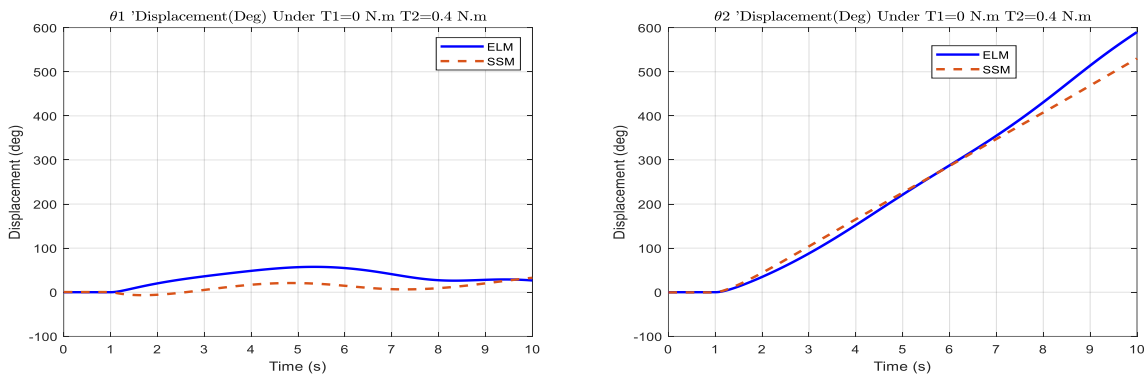 θ1 'Displacement(Deg) Under T1=0 N.m T2=0.4 N.m
600
500
400
300
200
100
0
-100
Displacement (deg)
ELM
SSM
0 1 2 3 4 5 6 7 8 9 10
Time (s)
θ2 'Displacement(Deg) Under T1=0 N.m T2=0.4 N.m
600
500
400
300
200
100
0
-100
Displacement (deg)
ELM
SSM
0 1 2 3 4 5 6 7 8 9 10
Time (s)